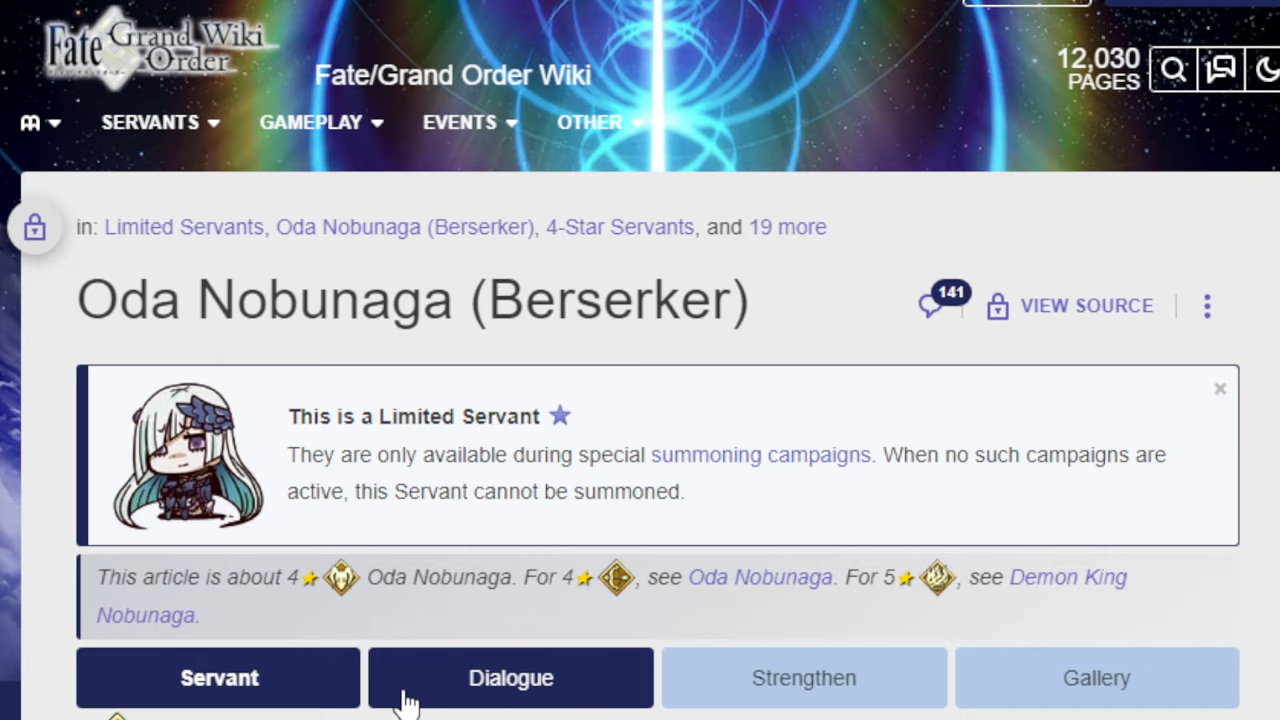 Fate Grand Order Wiki
Fate/Grand Order Wiki
12,030
PAGES
SERVANTS GAMEPLAY EVENTS OTHER
in: Limited Servants, Oda Nobunaga (Berserker), 4-Star Servants, and 19 more
Oda Nobunaga (Berserker)
141
VIEW SOURCE
This is a Limited Servant
They are only available during special summoning campaigns. When no such campaigns are
active, this Servant cannot be summoned.
This article is about 4 Oda Nobunaga. For 4, see Oda Nobunaga. For 5, see Demon King
Nobunaga.
Servant Dialogue Strengthen Gallery